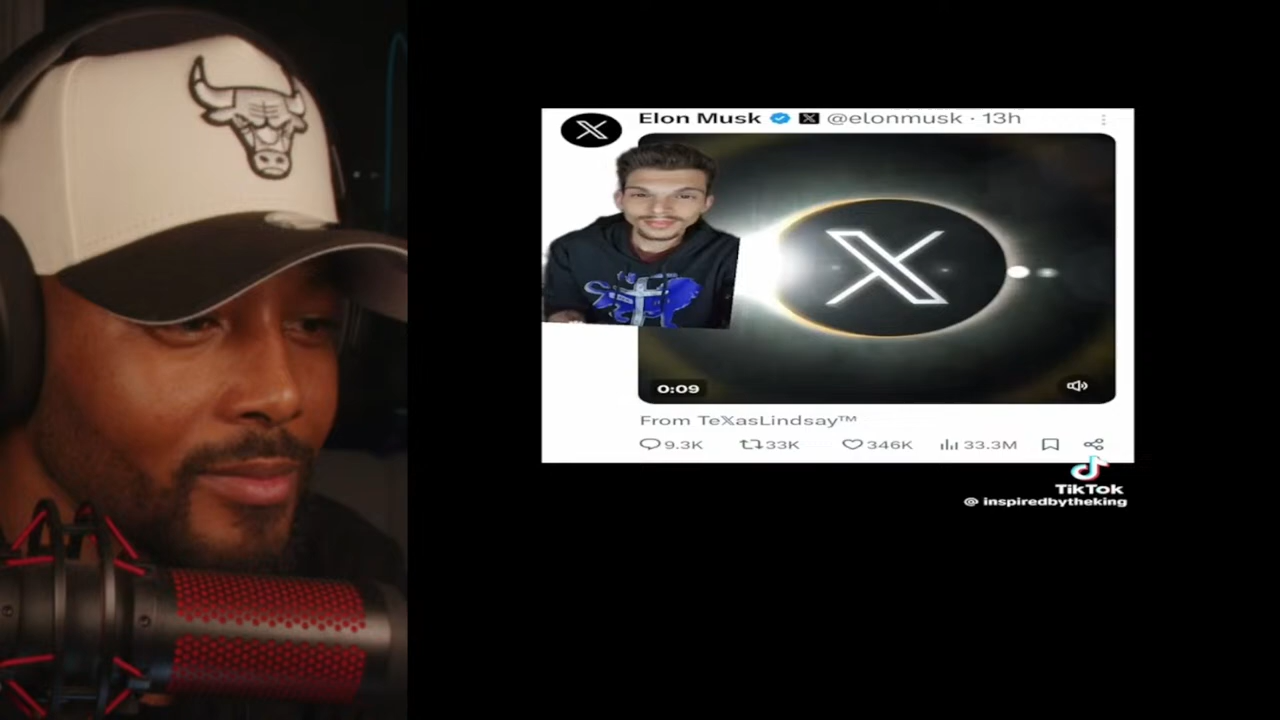 Elon Musk @elonmusk · 13h
0:09
From TeXasLindsay™
9.3K 33K 346K 33.3M
TikTok
@ inspiredbytheking